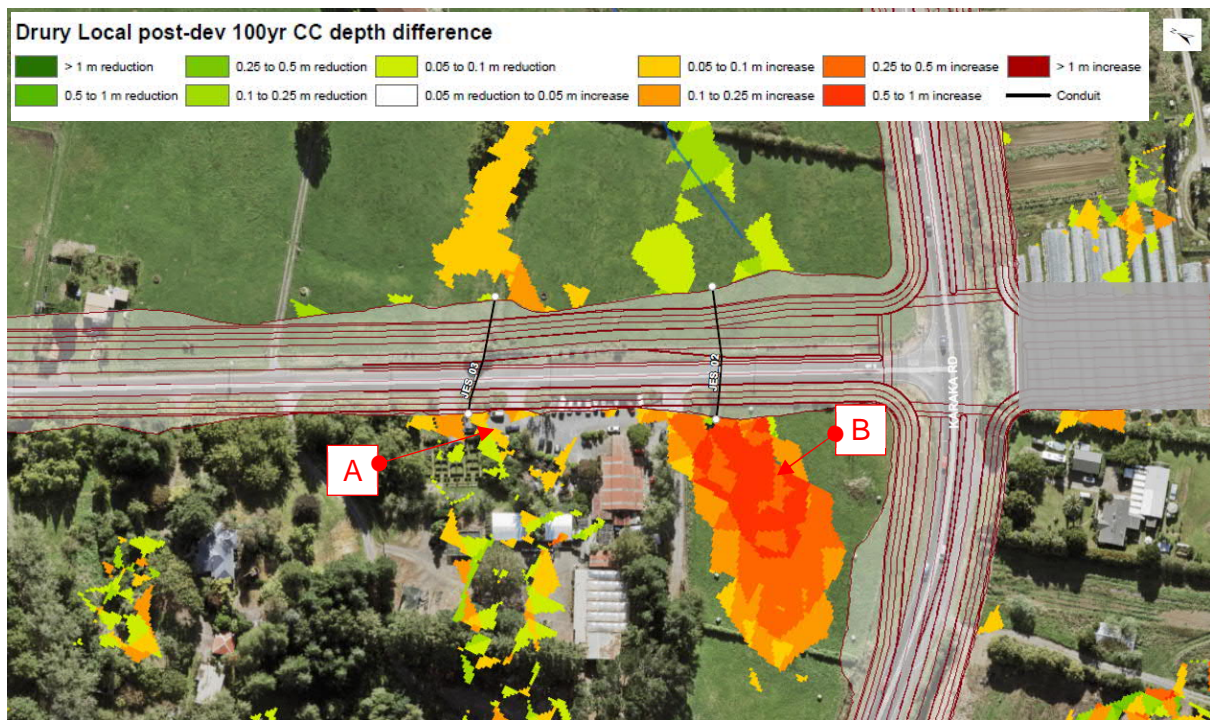 Drury Local post-dev 100yr CC depth difference
> 1 m reduction
0.25 to 0.5 m reduction
0.05 to 0.1 m reduction
0.05 to 0.1 m increase
0.25 to 0.5 m increase
> 1 m increase
0.5 to 1 m reduction
0.1 to 0.25 m reduction
0.05 m reduction to 0.05 m increase
0.1 to 0.25 m increase
0.5 to 1 m increase
Conduit
JES_03
JES_02
KARAKA RD
A
B